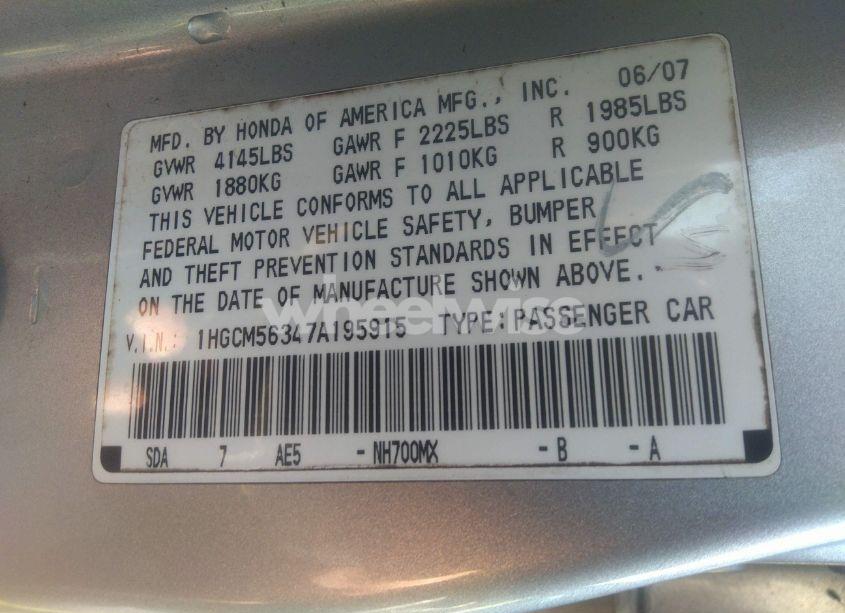 MFD. BY HONDA OF AMERICA MFG., INC. 06/07
GVWR 4145LBS GAWR F 2225LBS R 1985LBS
GVWR 1880KG GAWR F 1010KG R 900KG
THIS VEHICLE CONFORMS TO ALL APPLICABLE
FEDERAL MOTOR VEHICLE SAFETY, BUMPER
AND THEFT PREVENTION STANDARDS IN EFFECT
ON THE DATE OF MANUFACTURE SHOWN ABOVE.
wheelwise
V.I.N.: 1HGCM56347A195915 TYPE:PASSENGER CAR
SDA 7 AE5 -NH700MX -B -A